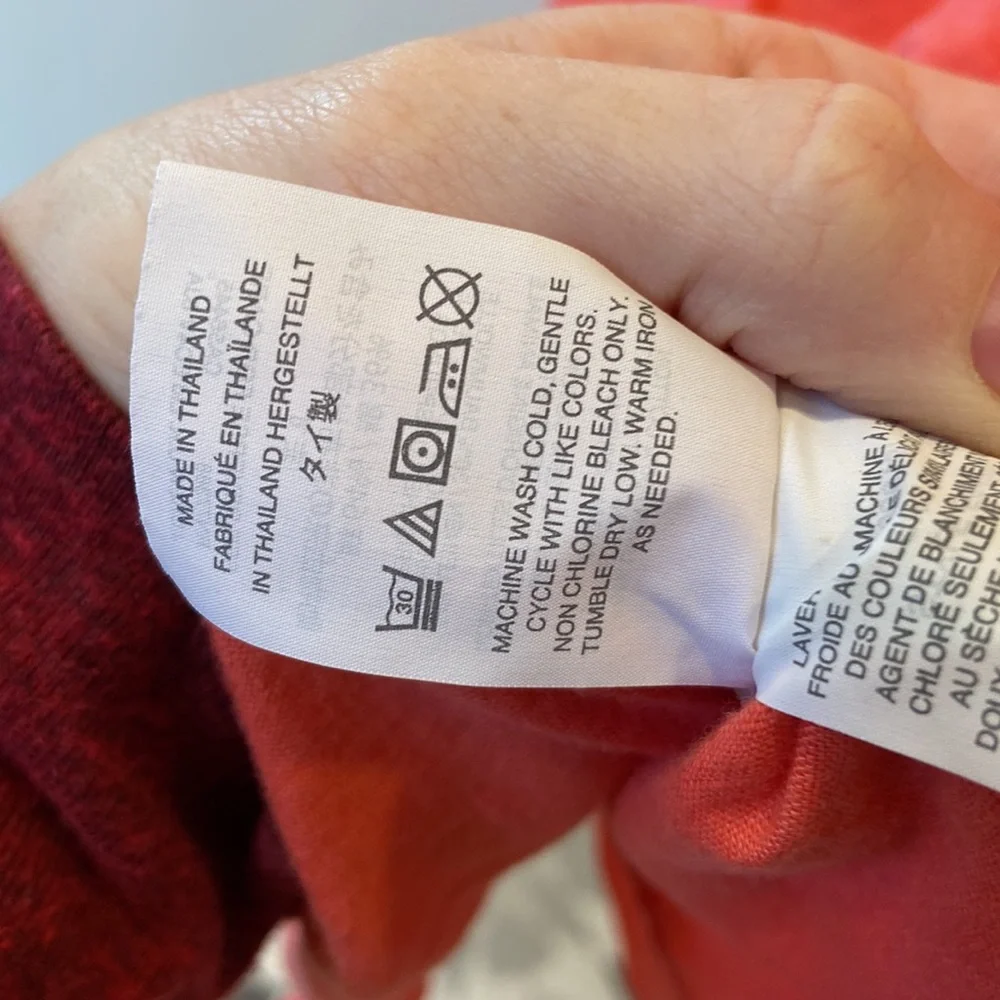 MADE IN THAILAND
FABRIQUÉ EN THAÏLANDE
IN THAILAND HERGESTELLT
タイ製
30
MACHINE WASH COLD, GENTLE
CYCLE WITH LIKE COLORS.
NON CHLORINE BLEACH ONLY.
TUMBLE DRY LOW. WARM IRON
AS NEEDED.
LAVER
FROIDE AU MACHINE À
DES COULEURS
AGENT DE BLANCHIMENT
CHLORÉ SEULEMENT
AU SÈCHE
DOUX